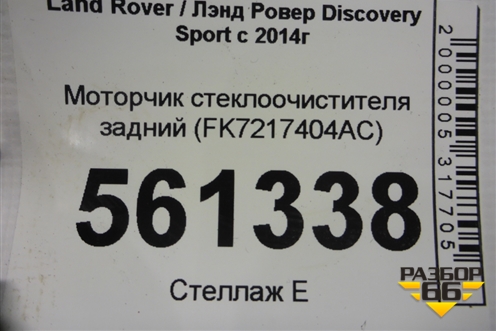 Land Rover / Лэнд Ровер Discovery
Sport с 2014г
Моторчик стеклоочистителя
задний (FK7217404AC)
561338
Стеллаж Е
2000005317705
РАЗБОР
66